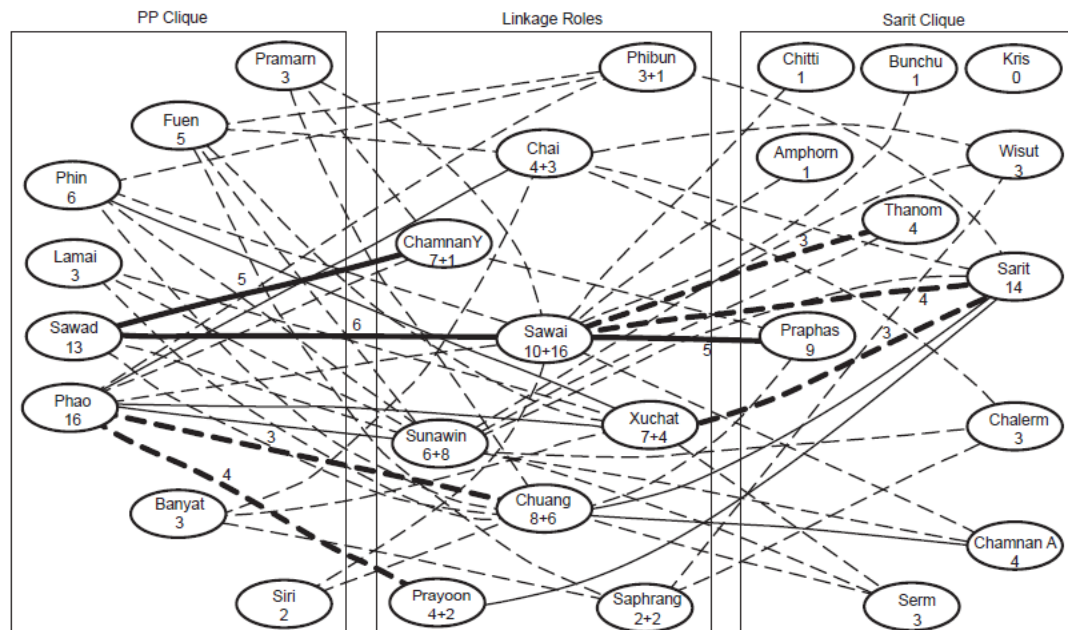 PP Clique
Linkage Roles
Sarit Clique
Pramarn
3
Fuen
5
Phin
6
Lamai
3
Sawad
13
Phao
16
Banyat
3
Siri
2
Phibun
3+1
Chai
4+3
ChamnanY
7+1
Sawai
10+16
Xuchat
7+4
Sunawin
6+8
Chuang
8+6
Prayoon
4+2
Saphrang
2+2
Chitti
1
Bunchu
1
Kris
0
Amphorn
1
Wisut
3
Thanom
4
Sarit
14
Praphas
9
Chalerm
3
Chamnan A
4
Serm
3
5
6
3
4
3
4
3
5